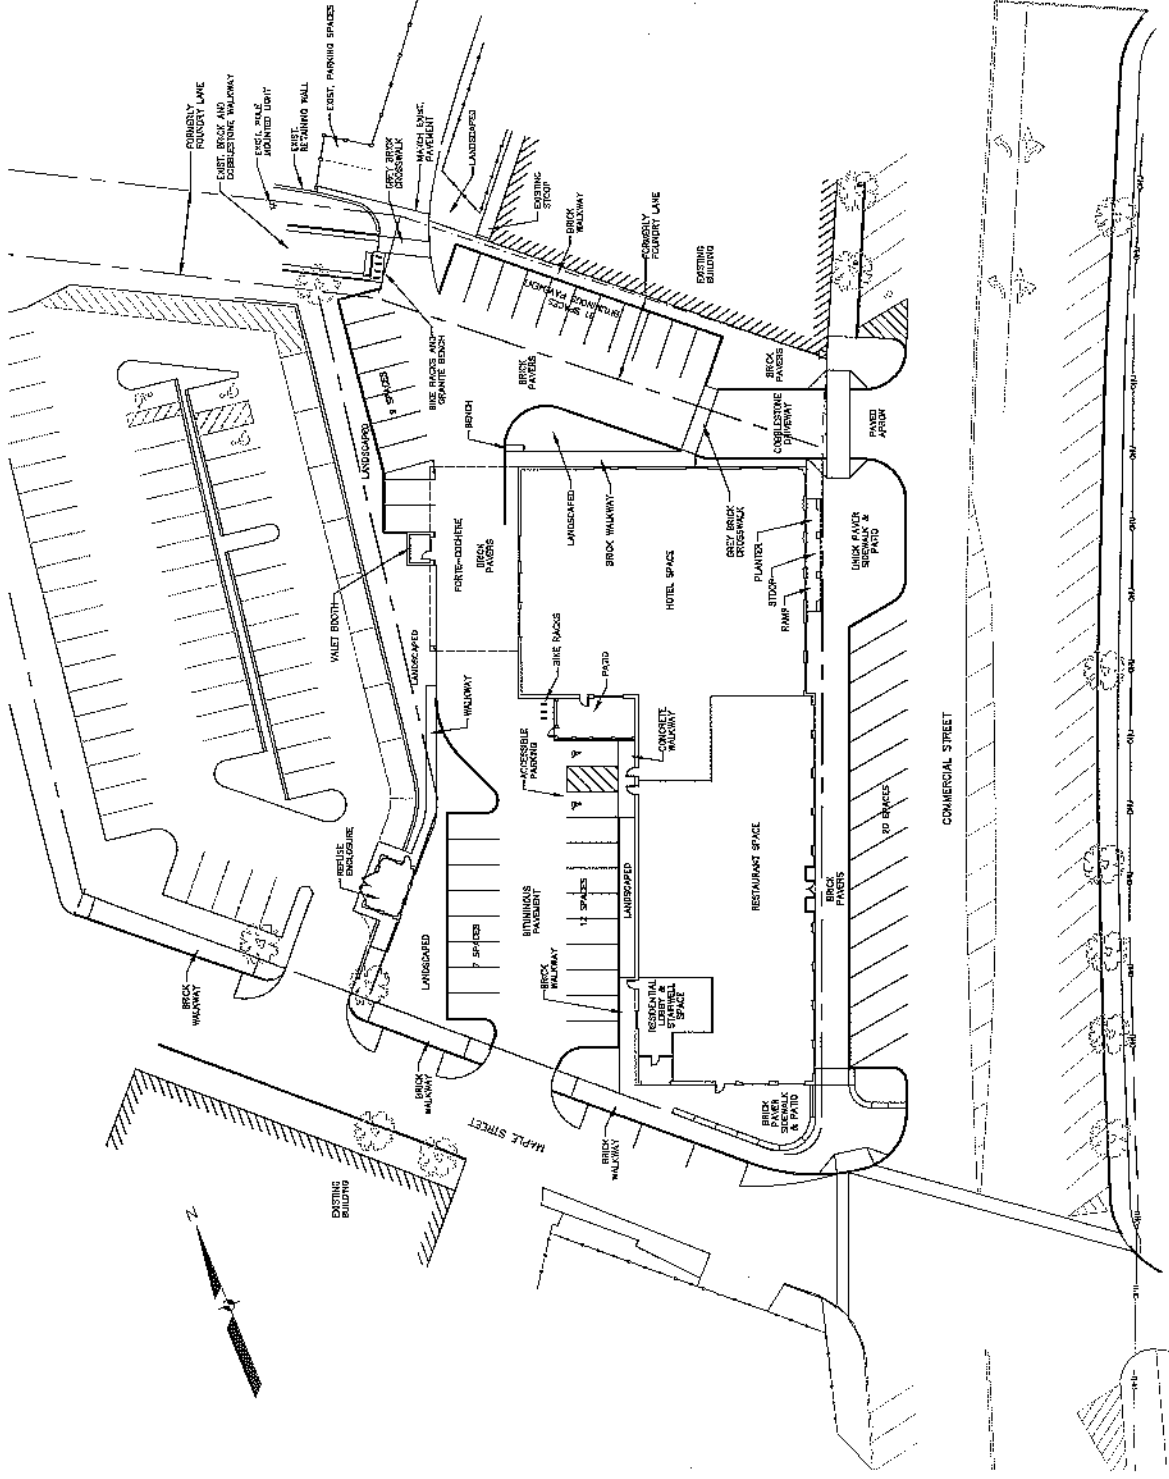 FORMERLY
FOUNDRY LANE
EXIST. BRICK AND
COBBLESTONE WALKWAY
EXIST. POLE
MOUNTED LIGHT
EXIST.
RETAINING WALL
EXIST. PARKING SPACES
GREY BRICK
CROSSWALK
MATCH EXIST.
PAVEMENT
LANDSCAPED
EXISTING
STOOP
BRICK
WALKWAY
FORMERLY
FOUNDRY LANE
EXISTING
BUILDING
SPACES
BITUMINOUS PAVEMENT
BIKE RACKS AND
GRANITE BENCH
BRICK
PAVERS
BRICK
PAVERS
9 SPACES
LANDSCAPED
BENCH
COBBLESTONE
DRIVEWAY
PAVED
APRON
LANDSCAPED
BRICK WALKWAY
GREY BRICK
CROSSWALK
PLANTER
STOOP
RAMP
BRICK PAVER
SIDEWALK &
PATIO
PORTE-COCHERE
BRICK
PAVERS
HOTEL SPACE
VALET BOOTH
LANDSCAPED
WALKWAY
BIKE RACKS
PATIO
ACCESSIBLE
PARKING
CONCRETE
WALKWAY
COMMERCIAL STREET
20 SPACES
RESTAURANT SPACE
BRICK
PAVERS
REFUSE
ENCLOSURE
LANDSCAPED
7 SPACES
BITUMINOUS
PAVEMENT
12 SPACES
LANDSCAPED
BRICK
WALKWAY
RESIDENTIAL
LOBBY &
STAIRWELL
SPACE
BRICK
WALKWAY
BRICK
WALKWAY
MAPLE STREET
BRICK
WALKWAY
BRICK
PAVER
SIDEWALK
& PATIO
EXISTING
BUILDING
N